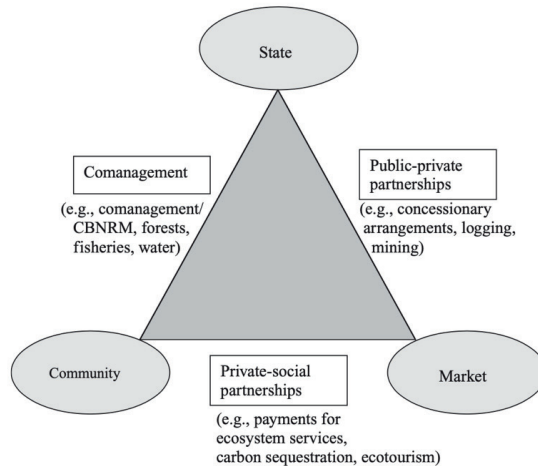 State
Comanagement
(e.g., comanagement/
CBNRM, forests,
fisheries, water)
Public-private
partnerships
(e.g., concessionary
arrangements, logging,
mining)
Community
Private-social
partnerships
(e.g., payments for
ecosystem services,
carbon sequestration, ecotourism)
Market